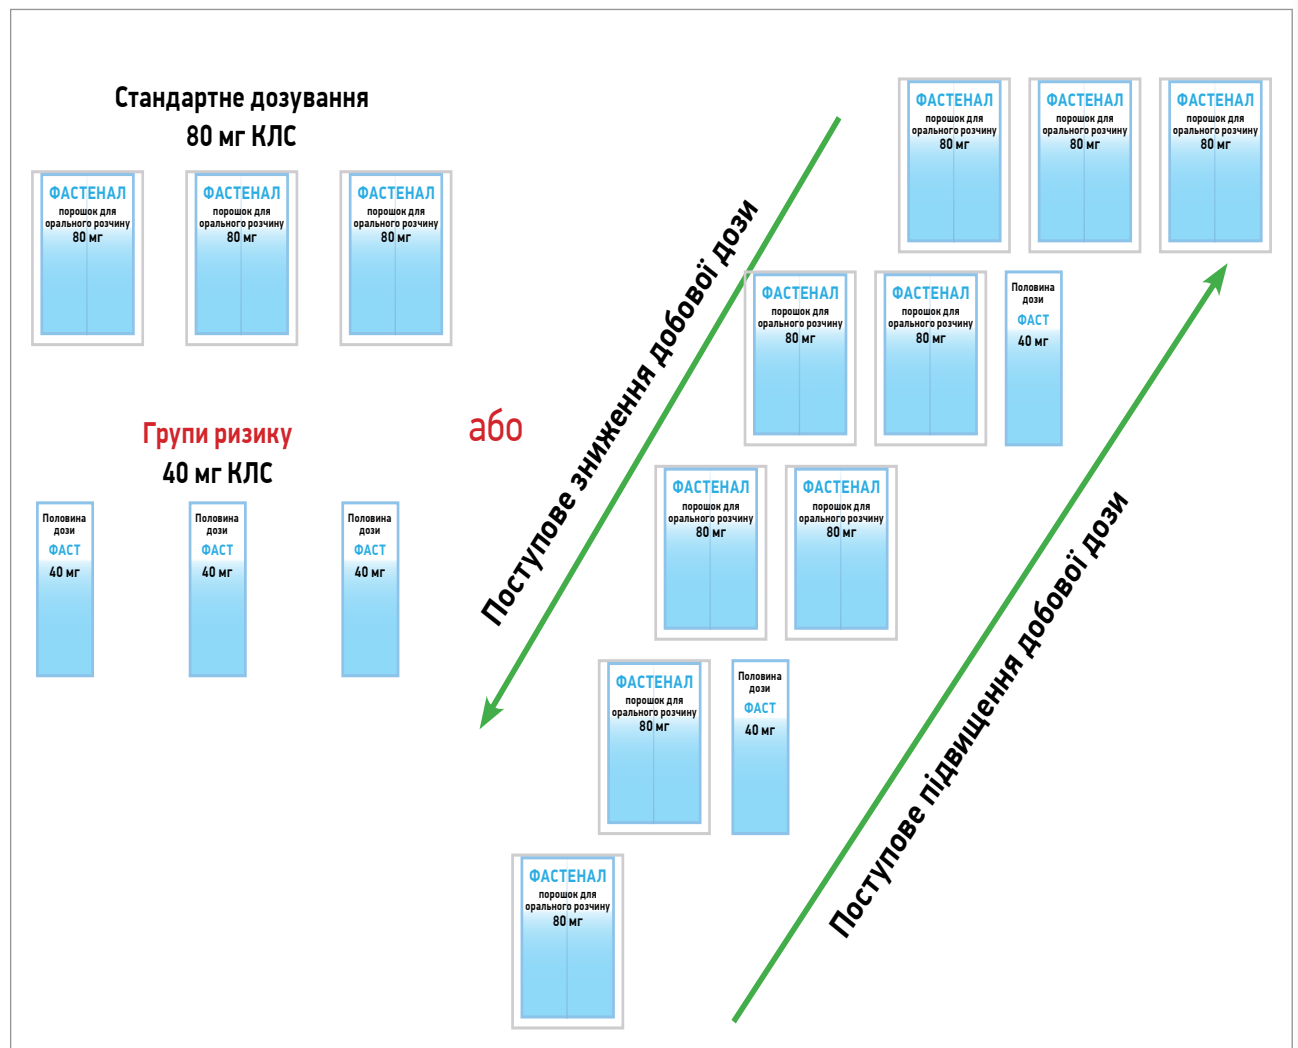 Стандартне дозування
80 мг КЛС
ФАСТЕНАЛ
порошок для
орального розчину
80 мг
ФАСТЕНАЛ
порошок для
орального розчину
80 мг
ФАСТЕНАЛ
порошок для
орального розчину
80 мг
Групи ризику
40 мг КЛС
Половина
дози
ФАСТ
40 мг
Половина
дози
ФАСТ
40 мг
Половина
дози
ФАСТ
40 мг
або
Поступове зниження добової дози
ФАСТЕНАЛ
порошок для
орального розчину
80 мг
ФАСТЕНАЛ
порошок для
орального розчину
80 мг
ФАСТЕНАЛ
порошок для
орального розчину
80 мг
ФАСТЕНАЛ
порошок для
орального розчину
80 мг
ФАСТЕНАЛ
порошок для
орального розчину
80 мг
Половина
дози
ФАСТ
40 мг
ФАСТЕНАЛ
порошок для
орального розчину
80 мг
ФАСТЕНАЛ
порошок для
орального розчину
80 мг
ФАСТЕНАЛ
порошок для
орального розчину
80 мг
Половина
дози
ФАСТ
40 мг
ФАСТЕНАЛ
порошок для
орального розчину
80 мг
Поступове підвищення добової дози